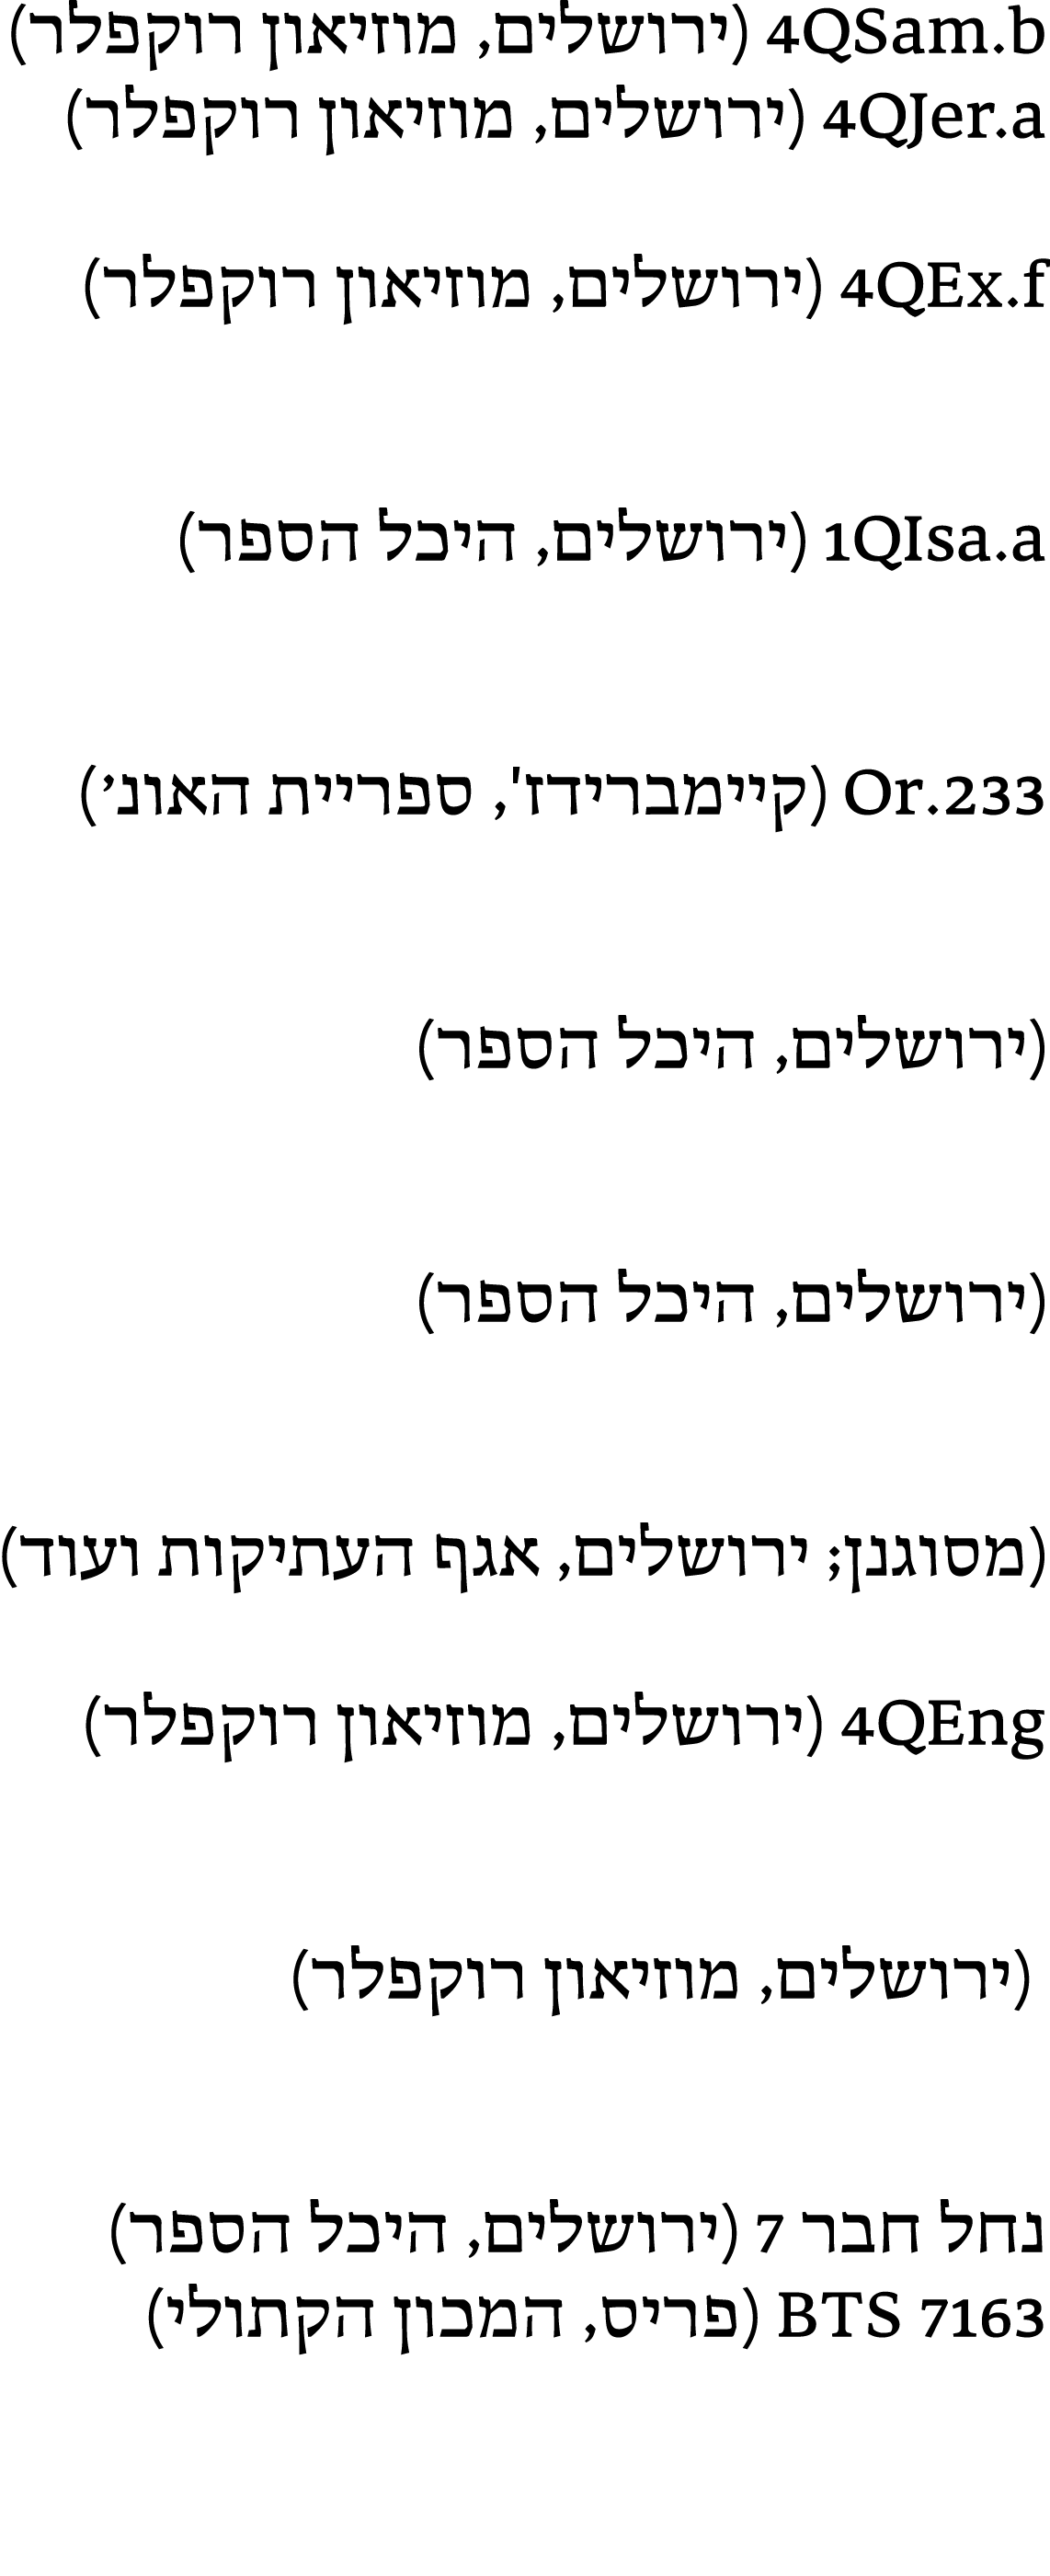 4QSam.b (ירושלים, מוזיאון רוקפלר)
4QJer.a (ירושלים, מוזיאון רוקפלר)
4QEx.f (ירושלים, מוזיאון רוקפלר)
1QIsa.a (ירושלים, היכל הספר)
Or.233 (קיימברידז', ספריית האונ׳)
(ירושלים, היכל הספר)
(ירושלים, היכל הספר)
(מסוגנן; ירושלים, אגף העתיקות ועוד)
4QEng (ירושלים, מוזיאון רוקפלר)
(ירושלים, מוזיאון רוקפלר)
נחל חבר 7 (ירושלים, היכל הספר)
BTS 7163 (פריס, המכון הקתולי)